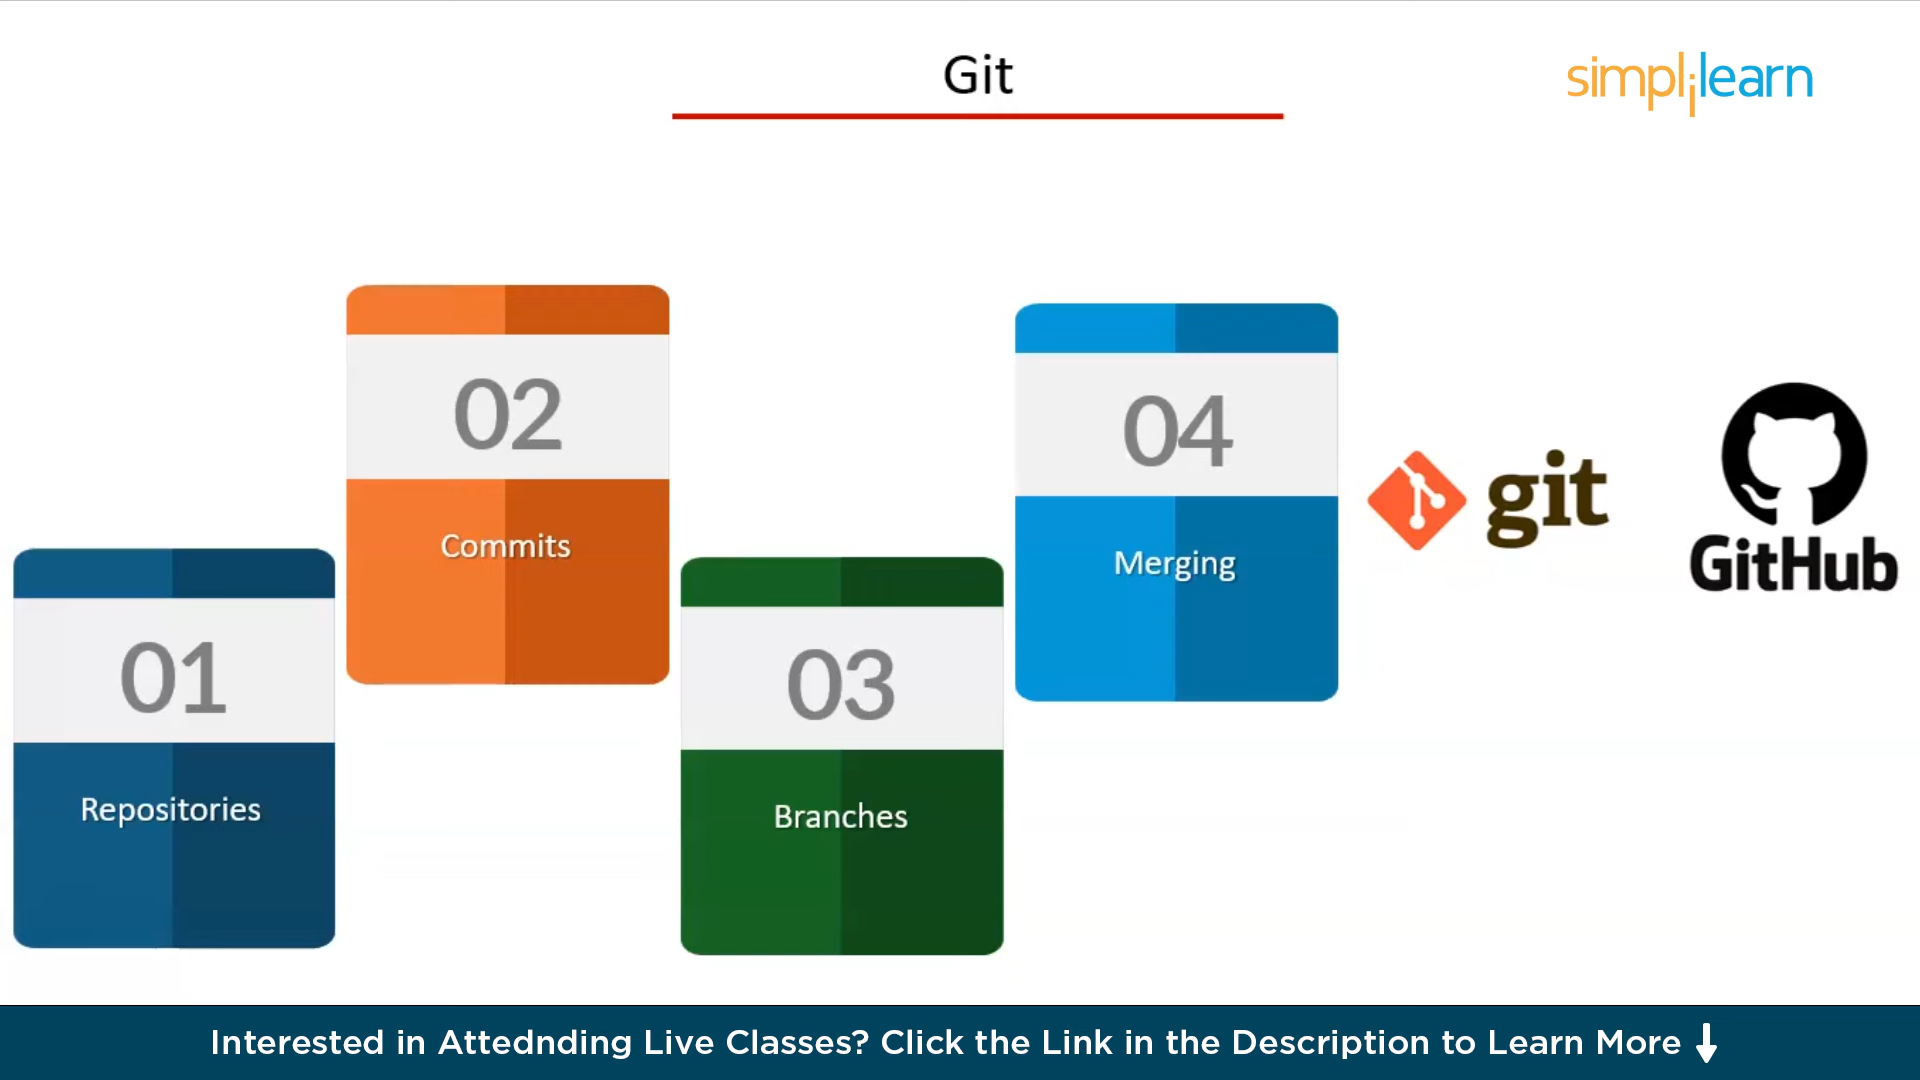 Git
simplilearn
01
Repositories
02
Commits
03
Branches
04
Merging
git
GitHub
Interested in Attednding Live Classes? Click the Link in the Description to Learn More